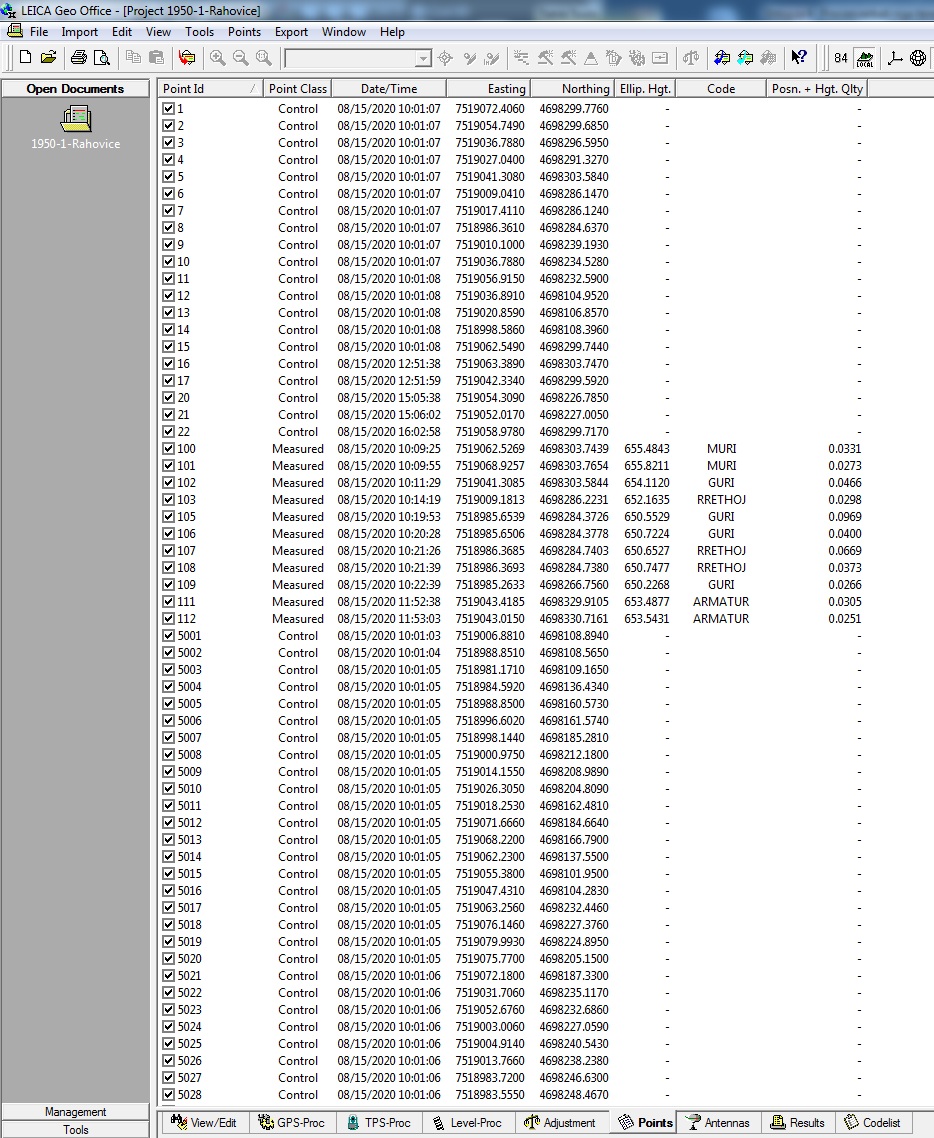 LEICA Geo Office - [Project 1950-1-Rahovice]
File Import Edit View Tools Points Export Window Help
84 LOCAL
Open Documents
1950-1-Rahovice
Point Id / Point Class Date/Time Easting Northing Ellip. Hgt. Code Posn. + Hgt. Qlty
1 Control 08/15/2020 10:01:07 7519072.4060 4698299.7760 - -
2 Control 08/15/2020 10:01:07 7519054.7490 4698299.6850 - -
3 Control 08/15/2020 10:01:07 7519036.7880 4698296.5950 - -
4 Control 08/15/2020 10:01:07 7519027.0400 4698291.3270 - -
5 Control 08/15/2020 10:01:07 7519041.3080 4698303.5840 - -
6 Control 08/15/2020 10:01:07 7519009.0410 4698286.1470 - -
7 Control 08/15/2020 10:01:07 7519017.4110 4698286.1240 - -
8 Control 08/15/2020 10:01:07 7518986.3610 4698284.6370 - -
9 Control 08/15/2020 10:01:07 7519010.1000 4698239.1930 - -
10 Control 08/15/2020 10:01:07 7519036.7880 4698234.5280 - -
11 Control 08/15/2020 10:01:08 7519056.9150 4698232.5900 - -
12 Control 08/15/2020 10:01:08 7519036.8910 4698104.9520 - -
13 Control 08/15/2020 10:01:08 7519020.8590 4698106.8570 - -
14 Control 08/15/2020 10:01:08 7518998.5860 4698108.3960 - -
15 Control 08/15/2020 10:01:08 7519062.5490 4698299.7440 - -
16 Control 08/15/2020 12:51:38 7519063.3890 4698303.7470 - -
17 Control 08/15/2020 12:51:59 7519042.3340 4698299.5920 - -
20 Control 08/15/2020 15:05:38 7519054.3090 4698226.7850 - -
21 Control 08/15/2020 15:06:02 7519052.0170 4698227.0050 - -
22 Control 08/15/2020 16:02:58 7519058.9780 4698299.7170 - -
100 Measured 08/15/2020 10:09:25 7519062.5269 4698303.7439 655.4843 MURI 0.0331
101 Measured 08/15/2020 10:09:55 7519068.9257 4698303.7654 655.8211 MURI 0.0273
102 Measured 08/15/2020 10:11:29 7519041.3085 4698303.5844 654.1120 GURI 0.0466
103 Measured 08/15/2020 10:14:19 7519009.1813 4698286.2231 652.1635 RRETHOJ 0.0298
105 Measured 08/15/2020 10:19:53 7518985.6539 4698284.3726 650.5529 GURI 0.0969
106 Measured 08/15/2020 10:20:28 7518985.6506 4698284.3778 650.7224 GURI 0.0400
107 Measured 08/15/2020 10:21:26 7518986.3685 4698284.7403 650.6527 RRETHOJ 0.0669
108 Measured 08/15/2020 10:21:39 7518986.3693 4698284.7380 650.7477 RRETHOJ 0.0373
109 Measured 08/15/2020 10:22:39 7518985.2633 4698266.7560 650.2268 GURI 0.0266
111 Measured 08/15/2020 11:52:38 7519043.4185 4698329.9105 653.4877 ARMATUR 0.0305
112 Measured 08/15/2020 11:53:03 7519043.0150 4698330.7161 653.5431 ARMATUR 0.0251
5001 Control 08/15/2020 10:01:03 7519006.8810 4698108.8940 - -
5002 Control 08/15/2020 10:01:04 7518988.8510 4698108.5650 - -
5003 Control 08/15/2020 10:01:05 7518981.1710 4698109.1650 - -
5004 Control 08/15/2020 10:01:05 7518984.5920 4698136.4340 - -
5005 Control 08/15/2020 10:01:05 7518988.8500 4698160.5730 - -
5006 Control 08/15/2020 10:01:05 7518996.6020 4698161.5740 - -
5007 Control 08/15/2020 10:01:05 7518998.1440 4698185.2810 - -
5008 Control 08/15/2020 10:01:05 7519000.9750 4698212.1800 - -
5009 Control 08/15/2020 10:01:05 7519014.1550 4698208.9890 - -
5010 Control 08/15/2020 10:01:05 7519026.3050 4698204.8090 - -
5011 Control 08/15/2020 10:01:05 7519018.2530 4698162.4810 - -
5012 Control 08/15/2020 10:01:05 7519071.6660 4698184.6640 - -
5013 Control 08/15/2020 10:01:05 7519068.2200 4698166.7900 - -
5014 Control 08/15/2020 10:01:05 7519062.2300 4698137.5500 - -
5015 Control 08/15/2020 10:01:05 7519055.3800 4698101.9500 - -
5016 Control 08/15/2020 10:01:05 7519047.4310 4698104.2830 - -
5017 Control 08/15/2020 10:01:05 7519063.2560 4698232.4460 - -
5018 Control 08/15/2020 10:01:05 7519076.1460 4698227.3760 - -
5019 Control 08/15/2020 10:01:05 7519079.9930 4698224.8950 - -
5020 Control 08/15/2020 10:01:05 7519075.7700 4698205.1500 - -
5021 Control 08/15/2020 10:01:06 7519072.1800 4698187.3300 - -
5022 Control 08/15/2020 10:01:06 7519031.7060 4698235.1170 - -
5023 Control 08/15/2020 10:01:06 7519052.6760 4698232.6860 - -
5024 Control 08/15/2020 10:01:06 7519003.0060 4698227.0590 - -
5025 Control 08/15/2020 10:01:06 7519004.9140 4698240.5430 - -
5026 Control 08/15/2020 10:01:06 7519013.7660 4698238.2380 - -
5027 Control 08/15/2020 10:01:06 7518983.7200 4698246.6300 - -
5028 Control 08/15/2020 10:01:06 7518983.5550 4698248.4670 - -
Management
Tools
View/Edit GPS-Proc TPS-Proc Level-Proc Adjustment Points Antennas Results Codelist